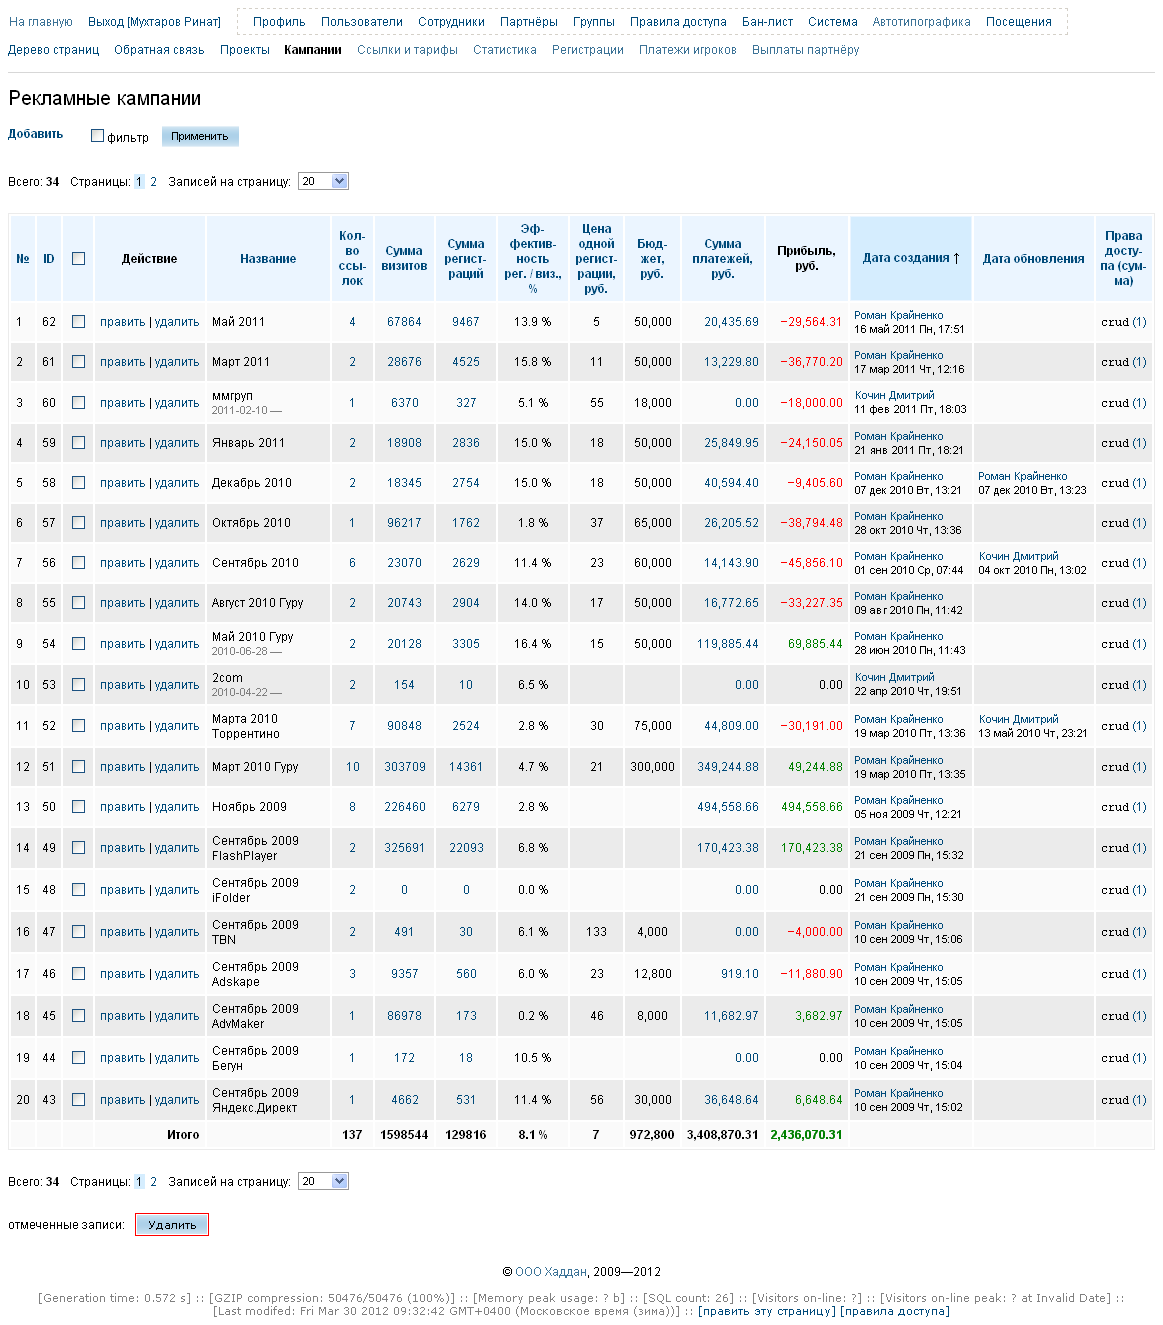 На главную Выход [Мухтаров Ринат] Профиль Пользователи Сотрудники Партнёры Группы Правила доступа Бан-лист Система Автотипографика Посещения
Дерево страниц Обратная связь Проекты Кампании Ссылки и тарифы Статистика Регистрации Платежи игроков Выплаты партнёру
Рекламные кампании
Добавить фильтр Применить
Всего: 34 Страницы: 1 2 Записей на страницу: 20
№ ID Действие Название Кол-во ссы-лок Сумма визитов Сумма регист-раций Эф-фектив-ность рег. / виз., % Цена одной регист-рации, руб. Бюд-жет, руб. Сумма платежей, руб. Прибыль, руб. Дата создания ↑ Дата обновления Права досту-па (сум-ма)
1 62 править | удалить Май 2011 4 67864 9467 13.9 % 5 50,000 20,435.69 −29,564.31 Роман Крайненко 16 май 2011 Пн, 17:51 crud (1)
2 61 править | удалить Март 2011 2 28676 4525 15.8 % 11 50,000 13,229.80 −36,770.20 Роман Крайненко 17 мар 2011 Чт, 12:16 crud (1)
3 60 править | удалить ммгруп 2011-02-10 — 1 6370 327 5.1 % 55 18,000 0.00 −18,000.00 Кочин Дмитрий 11 фев 2011 Пт, 18:03 crud (1)
4 59 править | удалить Январь 2011 2 18908 2836 15.0 % 18 50,000 25,849.95 −24,150.05 Роман Крайненко 21 янв 2011 Пт, 18:21 crud (1)
5 58 править | удалить Декабрь 2010 2 18345 2754 15.0 % 18 50,000 40,594.40 −9,405.60 Роман Крайненко 07 дек 2010 Вт, 13:21 Роман Крайненко 07 дек 2010 Вт, 13:23 crud (1)
6 57 править | удалить Октябрь 2010 1 96217 1762 1.8 % 37 65,000 26,205.52 −38,794.48 Роман Крайненко 28 окт 2010 Чт, 13:36 crud (1)
7 56 править | удалить Сентябрь 2010 6 23070 2629 11.4 % 23 60,000 14,143.90 −45,856.10 Роман Крайненко 01 сен 2010 Ср, 07:44 Кочин Дмитрий 04 окт 2010 Пн, 13:02 crud (1)
8 55 править | удалить Август 2010 Гуру 2 20743 2904 14.0 % 17 50,000 16,772.65 −33,227.35 Роман Крайненко 09 авг 2010 Пн, 11:42 crud (1)
9 54 править | удалить Май 2010 Гуру 2010-06-28 — 2 20128 3305 16.4 % 15 50,000 119,885.44 69,885.44 Роман Крайненко 28 июн 2010 Пн, 11:43 crud (1)
10 53 править | удалить 2com 2010-04-22 — 2 154 10 6.5 % 0.00 0.00 Кочин Дмитрий 22 апр 2010 Чт, 19:51 crud (1)
11 52 править | удалить Марта 2010 Торрентино 7 90848 2524 2.8 % 30 75,000 44,809.00 −30,191.00 Роман Крайненко 19 мар 2010 Пт, 13:36 Кочин Дмитрий 13 май 2010 Чт, 23:21 crud (1)
12 51 править | удалить Март 2010 Гуру 10 303709 14361 4.7 % 21 300,000 349,244.88 49,244.88 Роман Крайненко 19 мар 2010 Пт, 13:35 crud (1)
13 50 править | удалить Ноябрь 2009 8 226460 6279 2.8 % 494,558.66 494,558.66 Роман Крайненко 05 ноя 2009 Чт, 12:21 crud (1)
14 49 править | удалить Сентябрь 2009 FlashPlayer 2 325691 22093 6.8 % 170,423.38 170,423.38 Роман Крайненко 21 сен 2009 Пн, 15:32 crud (1)
15 48 править | удалить Сентябрь 2009 iFolder 2 0 0 0.0 % 0.00 0.00 Роман Крайненко 21 сен 2009 Пн, 15:30 crud (1)
16 47 править | удалить Сентябрь 2009 TBN 2 491 30 6.1 % 133 4,000 0.00 −4,000.00 Роман Крайненко 10 сен 2009 Чт, 15:06 crud (1)
17 46 править | удалить Сентябрь 2009 Adskape 3 9357 560 6.0 % 23 12,800 919.10 −11,880.90 Роман Крайненко 10 сен 2009 Чт, 15:05 crud (1)
18 45 править | удалить Сентябрь 2009 AdvMaker 1 86978 173 0.2 % 46 8,000 11,682.97 3,682.97 Роман Крайненко 10 сен 2009 Чт, 15:05 crud (1)
19 44 править | удалить Сентябрь 2009 Бегун 1 172 18 10.5 % 0.00 0.00 Роман Крайненко 10 сен 2009 Чт, 15:04 crud (1)
20 43 править | удалить Сентябрь 2009 Яндекс.Директ 1 4662 531 11.4 % 56 30,000 36,648.64 6,648.64 Роман Крайненко 10 сен 2009 Чт, 15:02 crud (1)
Итого 137 1598544 129816 8.1 % 7 972,800 3,408,870.31 2,436,070.31
Всего: 34 Страницы: 1 2 Записей на страницу: 20
отмеченные записи: Удалить
© ООО Хаддан, 2009—2012
[Generation time: 0.572 s] :: [GZIP compression: 50476/50476 (100%)] :: [Memory peak usage: ? b] :: [SQL count: 26] :: [Visitors on-line: ?] :: [Visitors on-line peak: ? at Invalid Date] ::
[Last modifed: Fri Mar 30 2012 09:32:42 GMT+0400 (Московское время (зима))] :: [править эту страницу] [правила доступа]